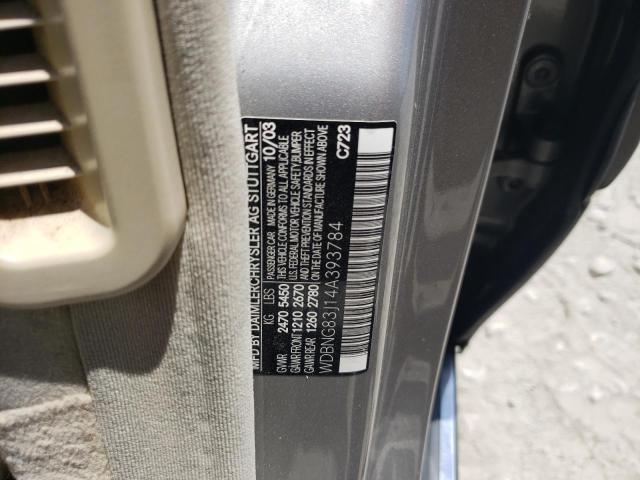 MFD BY DAIMLERCHRYSLER AG STUTTGART
KG LBS PASSENGER CAR MADE IN GERMANY 10/03
GVWR 2470 5450 THIS VEHICLE CONFORMS TO ALL APPLICABLE
GAWR FRONT 1210 2670 U.S. FEDERAL MOTOR VEHICLE SAFETY, BUMPER
GAWR REAR 1260 2780 AND THEFT PREVENTION STANDARDS IN EFFECT
ON DATE OF MANUFACTURE SHOWN ABOVE
WDBNG83J14A393784 C723